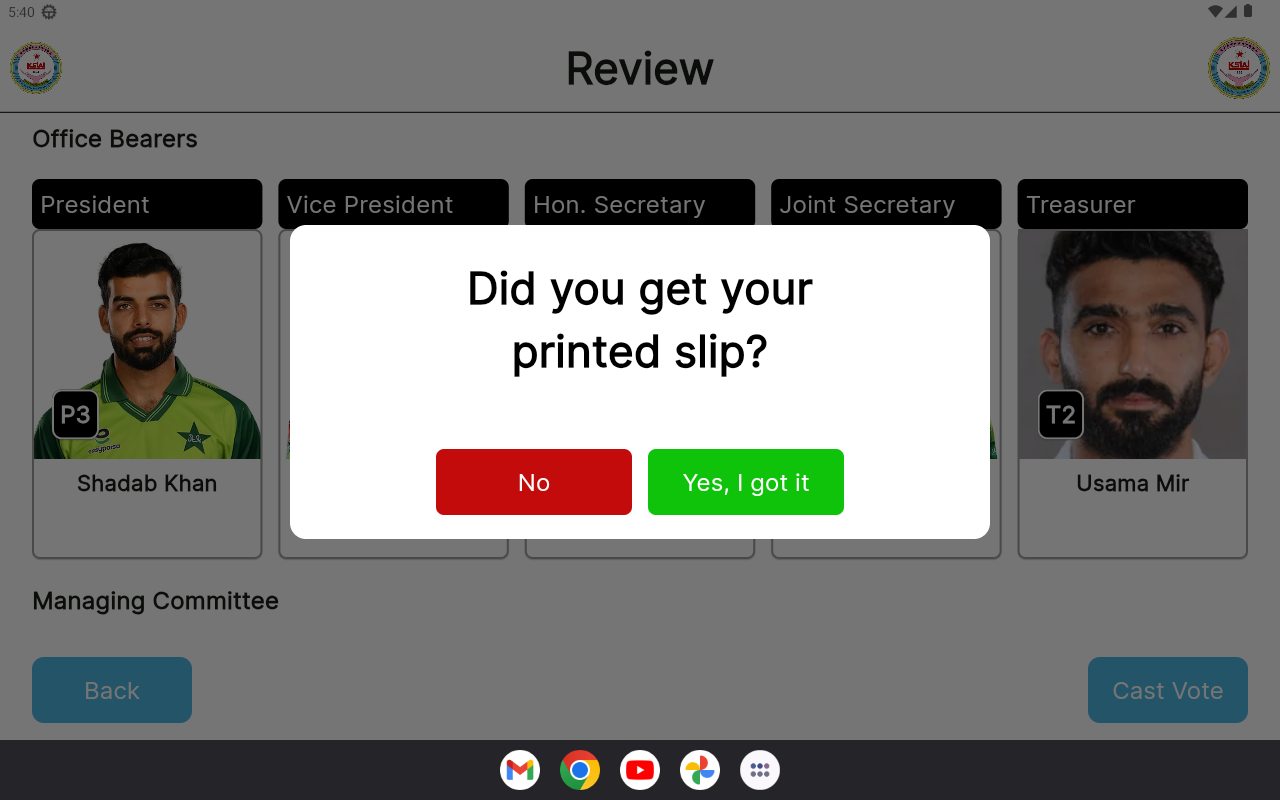 5:40
Review
Office Bearers
President
Vice President
Hon. Secretary
Joint Secretary
Treasurer
Did you get your
printed slip?
P3
T2
No
Yes, I got it
Shadab Khan
Usama Mir
Managing Committee
Back
Cast Vote